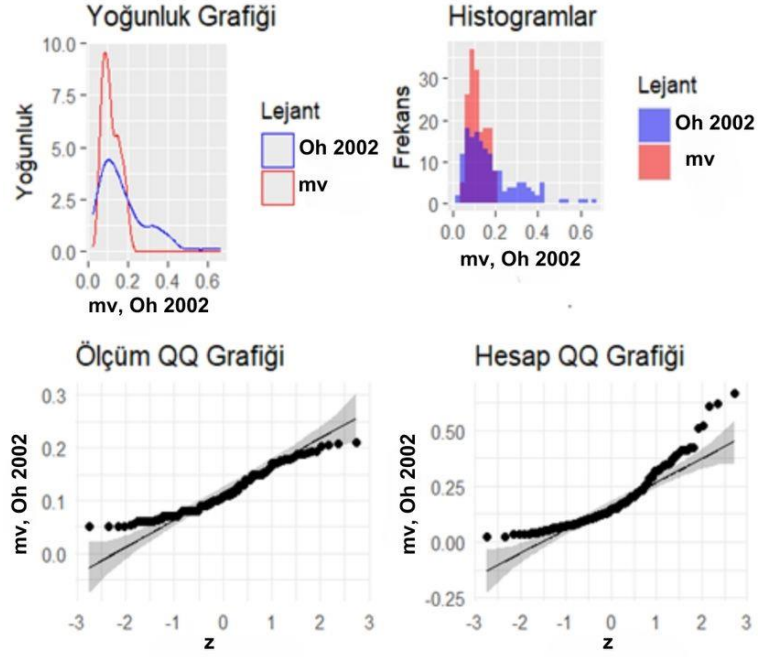 Yoğunluk Grafiği
10.0
7.5
5.0
2.5
0.0
Yoğunluk
0.0 0.2 0.4 0.6
mv, Oh 2002
Lejant
Oh 2002
mv
Histogramlar
30
20
10
0
Frekans
0.0 0.2 0.4 0.6
mv, Oh 2002
Lejant
Oh 2002
mv
Ölçüm QQ Grafiği
0.3
0.2
0.1
0.0
mv, Oh 2002
-3 -2 -1 0 1 2 3
z
Hesap QQ Grafiği
0.50
0.25
0.00
-0.25
mv, Oh 2002
-3 -2 -1 0 1 2 3
z